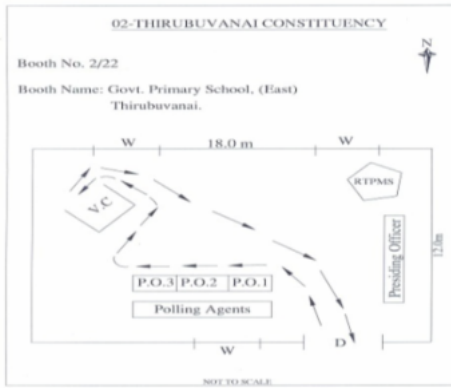 02-THIRUBUVANAI CONSTITUENCY
N
Booth No. 2/22
Booth Name: Govt. Primary School, (East)
Thirubuvanai.
W
18.0 m
W
RTPMS
V.C
Presiding Officer
12.0m
P.O.3 P.O.2 P.O.1
Polling Agents
W
D
NOT TO SCALE